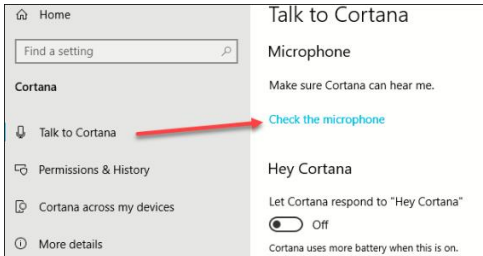 Home
Find a setting
Cortana
Talk to Cortana
Permissions & History
Cortana across my devices
More details
Talk to Cortana
Microphone
Make sure Cortana can hear me.
Check the microphone
Hey Cortana
Let Cortana respond to "Hey Cortana"
Off
Cortana uses more battery when this is on.